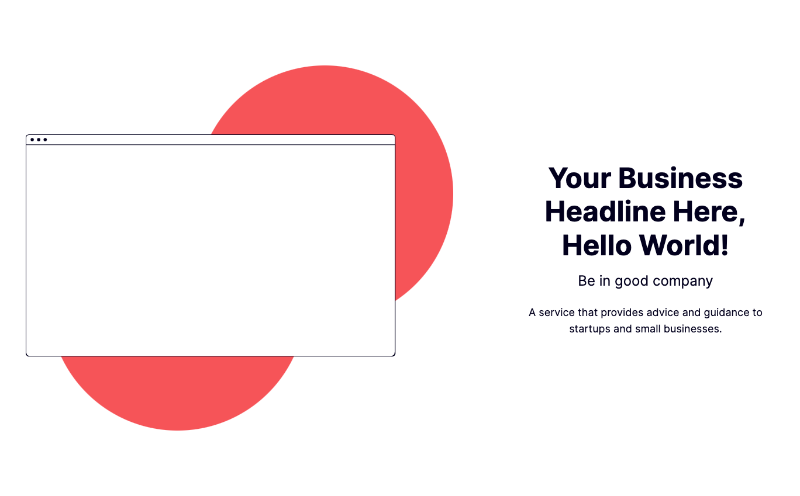 Your Business
Headline Here,
Hello World!
Be in good company
A service that provides advice and guidance to
startups and small businesses.